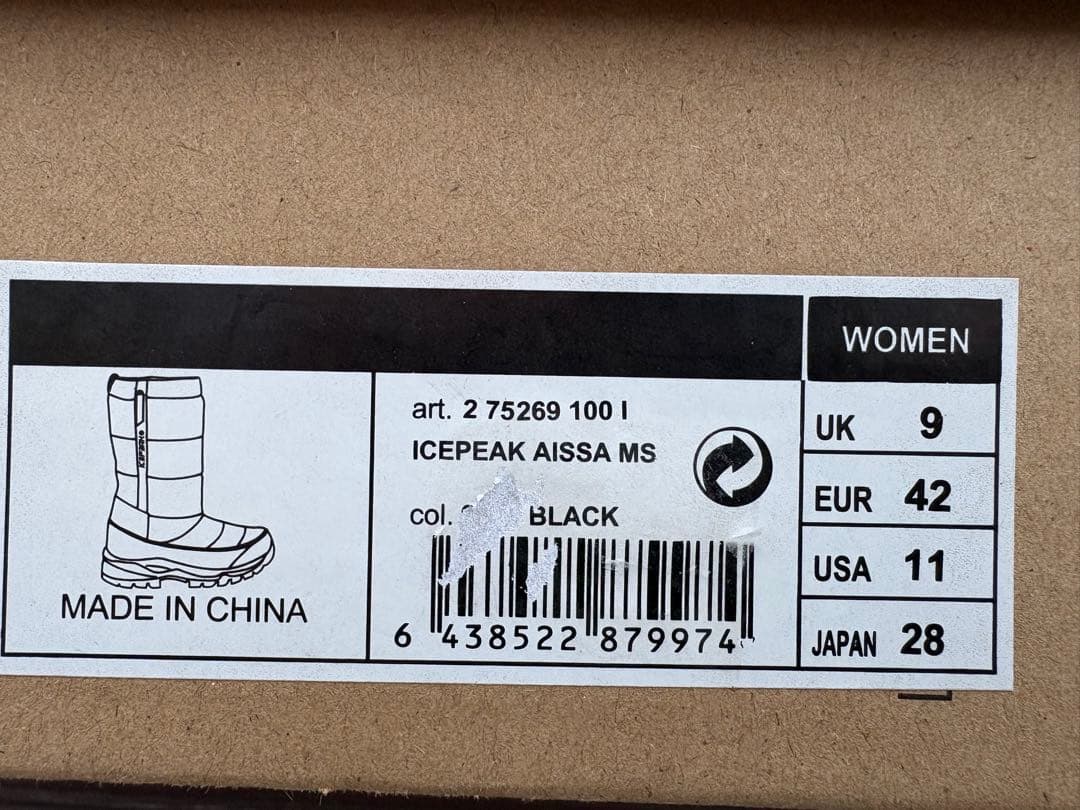 WOMEN
art. 2 75269 100 I
ICEPEAK AISSA MS
col. BLACK
6 438522 879974
MADE IN CHINA
UK 9
EUR 42
USA 11
JAPAN 28